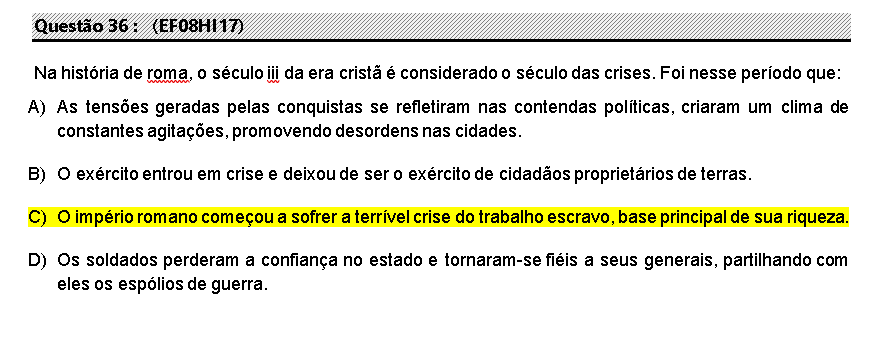 Questão 36 :   (EF08HI17)
Na história de roma, o século iii da era cristã é considerado o século das crises. Foi nesse período que:
A) As tensões geradas pelas conquistas se refletiram nas contendas políticas, criaram um clima de
constantes agitações, promovendo desordens nas cidades.
B) O exército entrou em crise e deixou de ser o exército de cidadãos proprietários de terras.
C) O império romano começou a sofrer a terrível crise do trabalho escravo, base principal de sua riqueza.
D) Os soldados perderam a confiança no estado e tornaram-se fiéis a seus generais, partilhando com
eles os espólios de guerra.